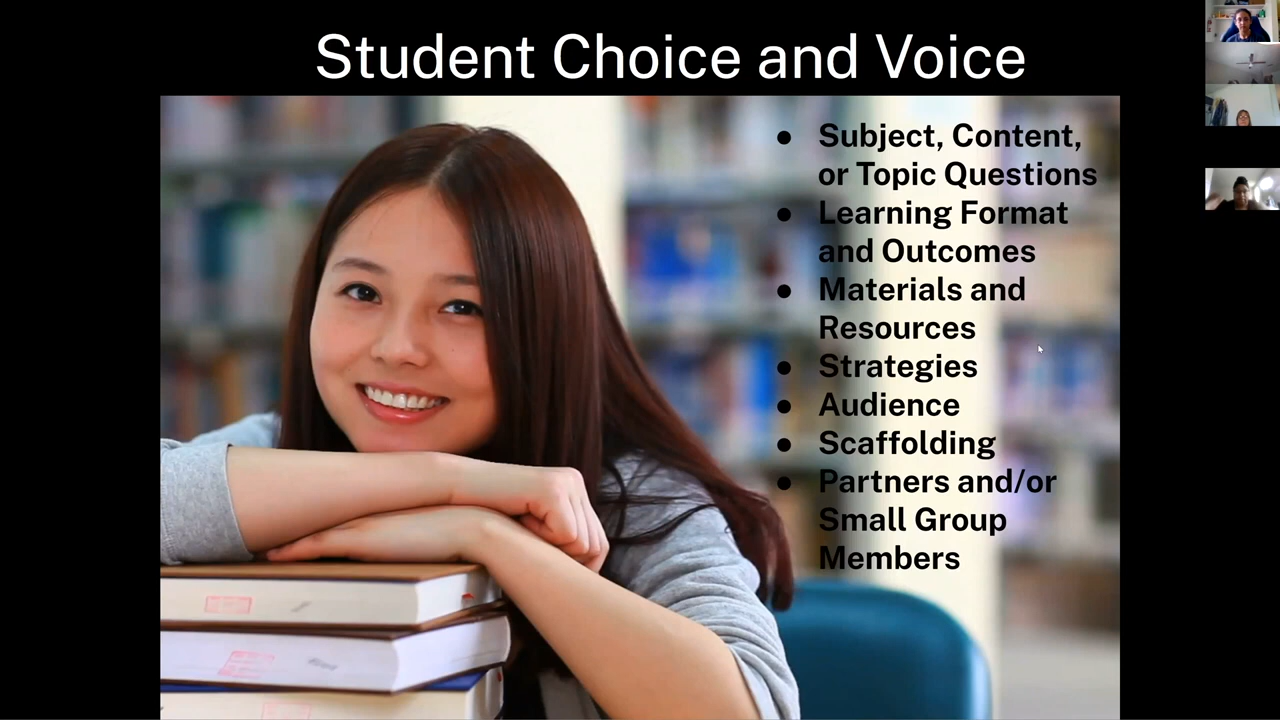 Student Choice and Voice
● Subject, Content,
or Topic Questions
● Learning Format
and Outcomes
● Materials and
Resources
● Strategies
● Audience
● Scaffolding
● Partners and/or
Small Group
Members